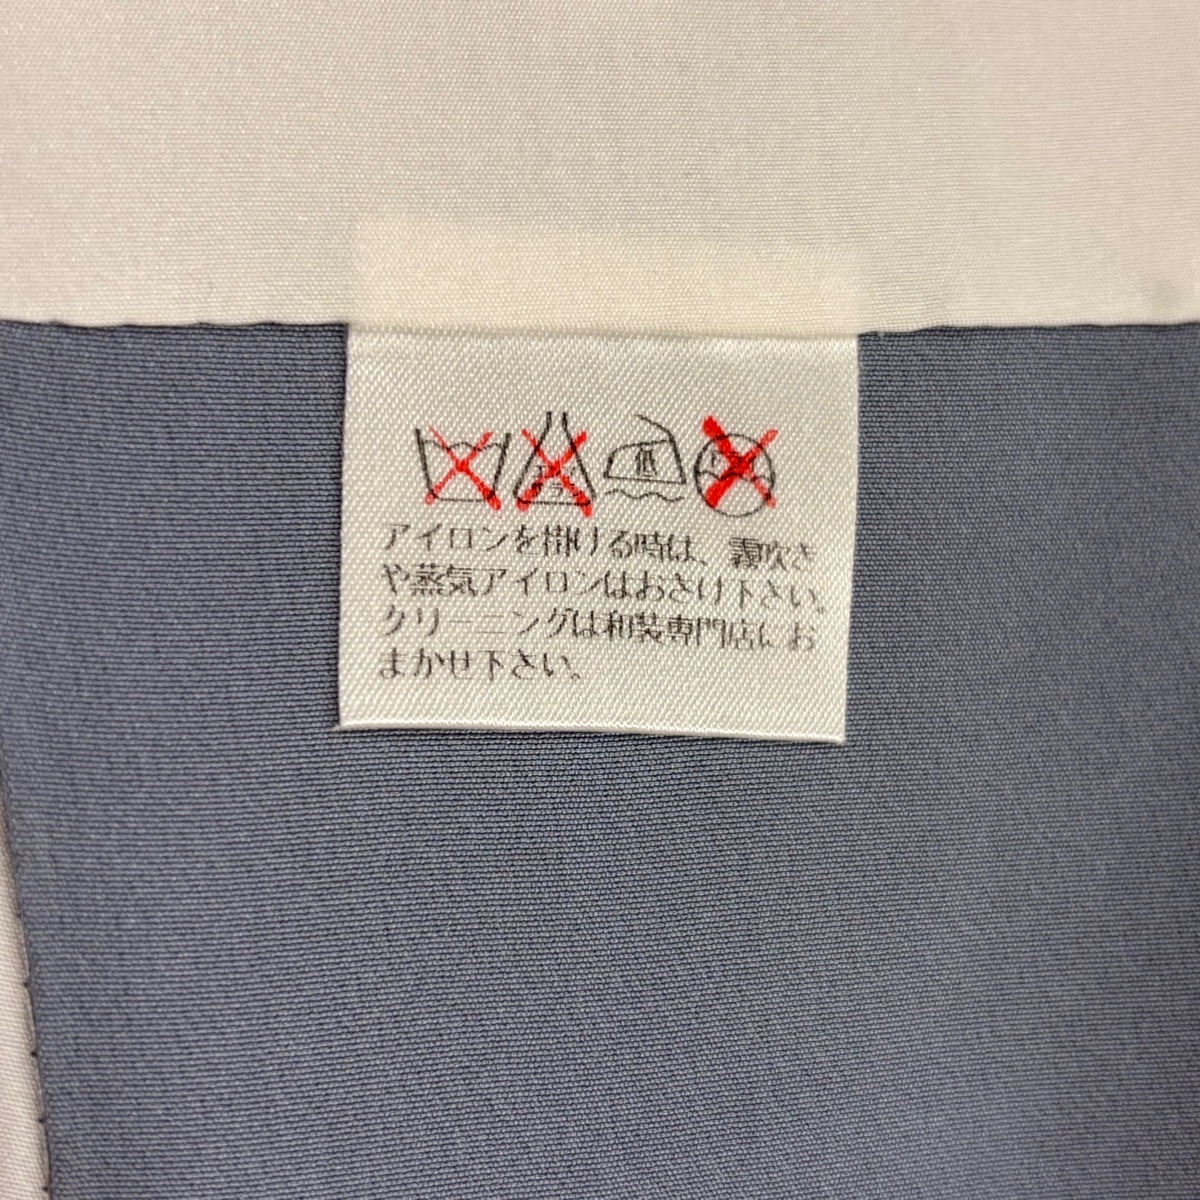 低
アイロンを掛ける時は、霧吹き
や蒸気アイロンはおさけ下さい。
クリーニングは和装専門店にお
まかせ下さい。